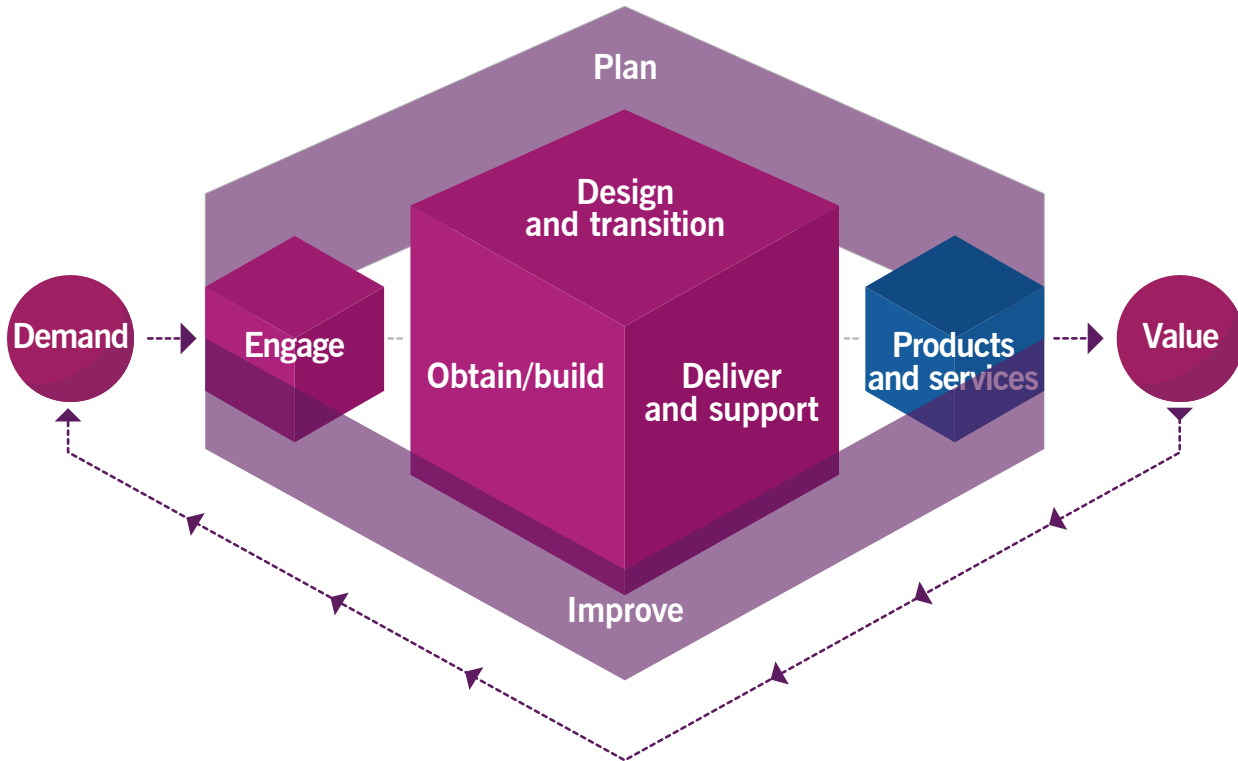 Plan
Design
and transition
Demand
Engage
Obtain/build
Deliver
and support
Products
and services
Value
Improve